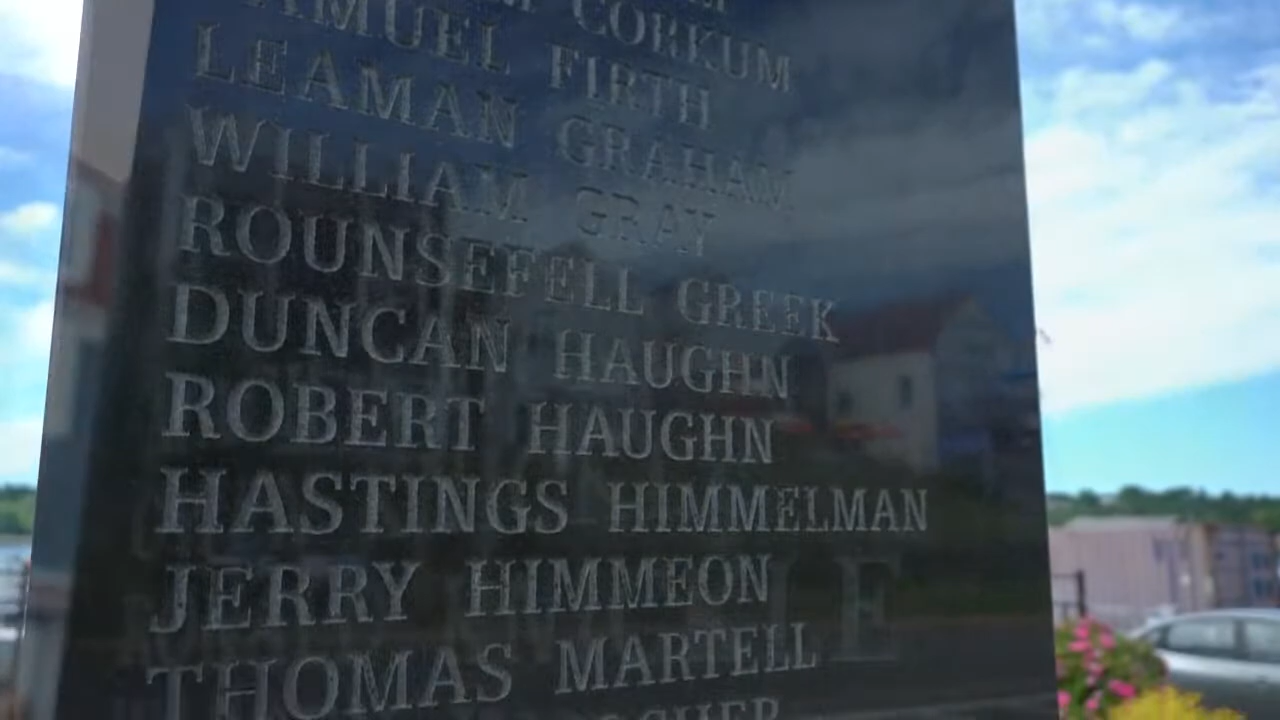 CORKUM
SAMUEL FIRTH
LEAMAN GRAHAM
WILLIAM GRAY
ROUNSEFELL GREEK
DUNCAN HAUGHN
ROBERT HAUGHN
HASTINGS HIMMELMAN
JERRY HIMMEON
THOMAS MARTELL